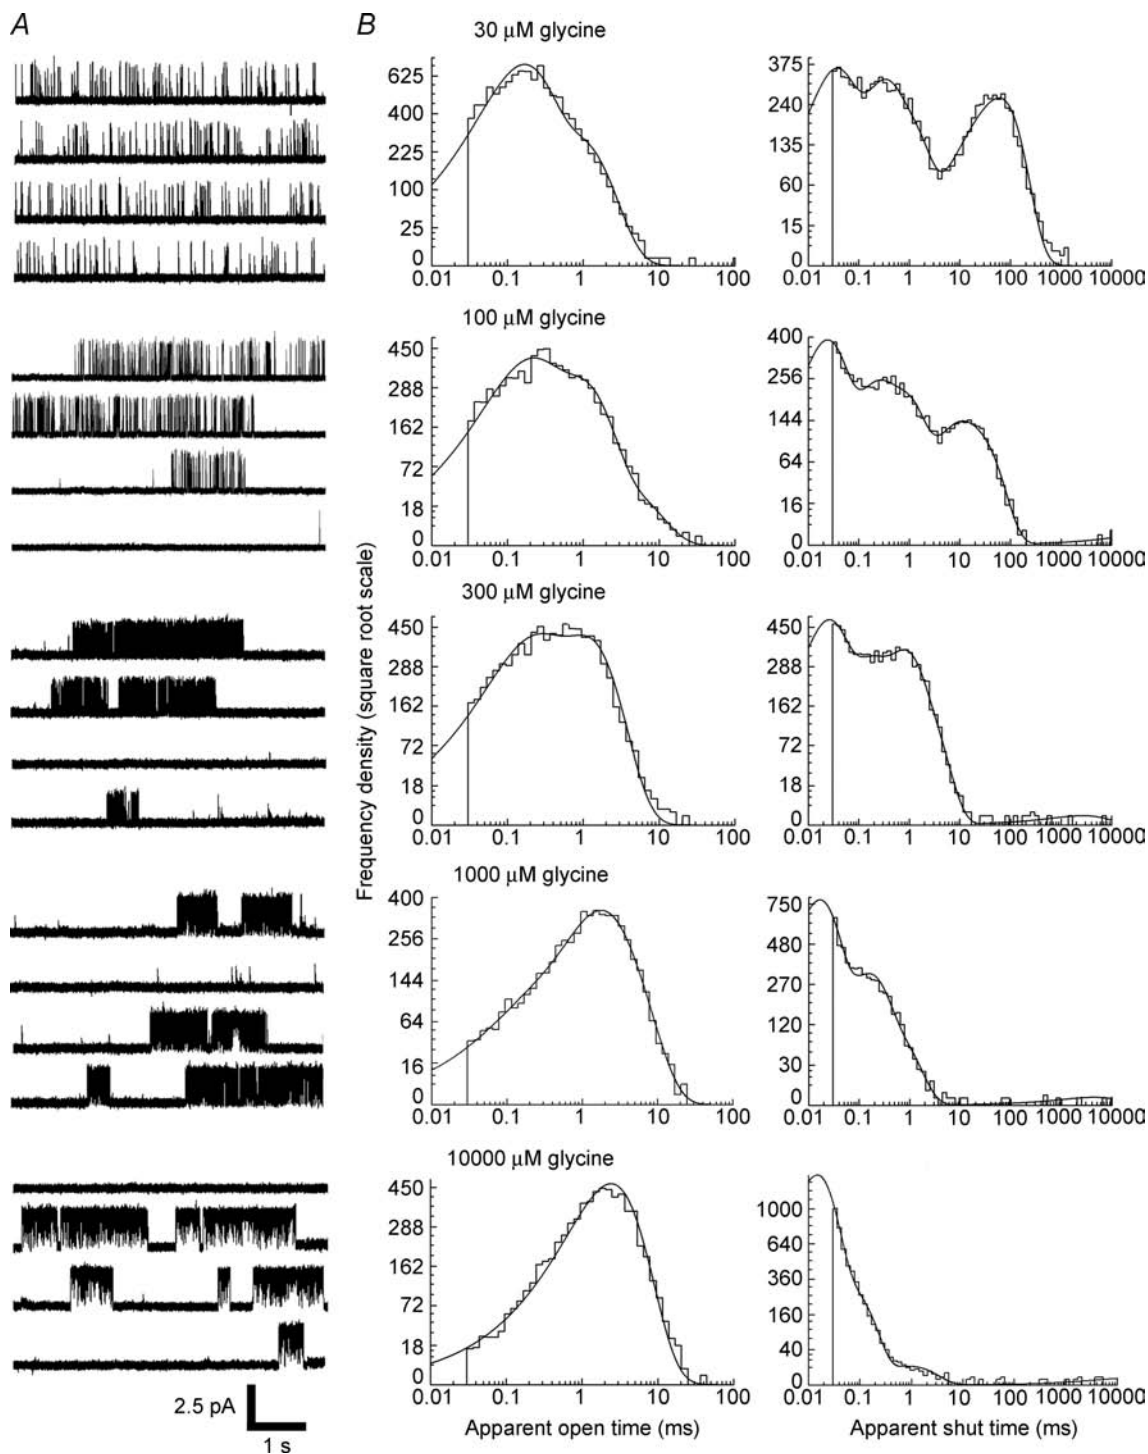 A
B
30 µM glycine
625
400
225
100
25
0
0.01 0.1 1 10 100
375
240
135
60
15
0
0.01 0.1 1 10 100 1000 10000
100 µM glycine
450
288
162
72
18
0
0.01 0.1 1 10 100
400
256
144
64
16
0
0.01 0.1 1 10 100 1000 10000
Frequency density (square root scale)
300 µM glycine
450
288
162
72
18
0
0.01 0.1 1 10 100
450
288
162
72
18
0
0.01 0.1 1 10 100 1000 10000
1000 µM glycine
400
256
144
64
16
0
0.01 0.1 1 10 100
750
480
270
120
30
0
0.01 0.1 1 10 100 1000 10000
10000 µM glycine
450
288
162
72
18
0
0.01 0.1 1 10 100
Apparent open time (ms)
1000
640
360
160
40
0
0.01 0.1 1 10 100 1000 10000
Apparent shut time (ms)
2.5 pA
1 s